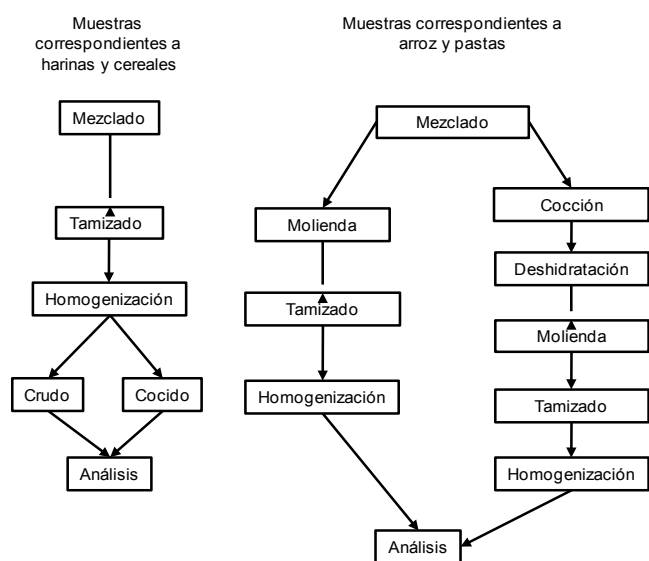 Muestras
correspondientes a
harinas y cereales
Mezclado
Tamizado
Homogenización
Crudo
Cocido
Análisis
Muestras correspondientes a
arroz y pastas
Mezclado
Molienda
Tamizado
Homogenización
Cocción
Deshidratación
Molienda
Tamizado
Homogenización
Análisis